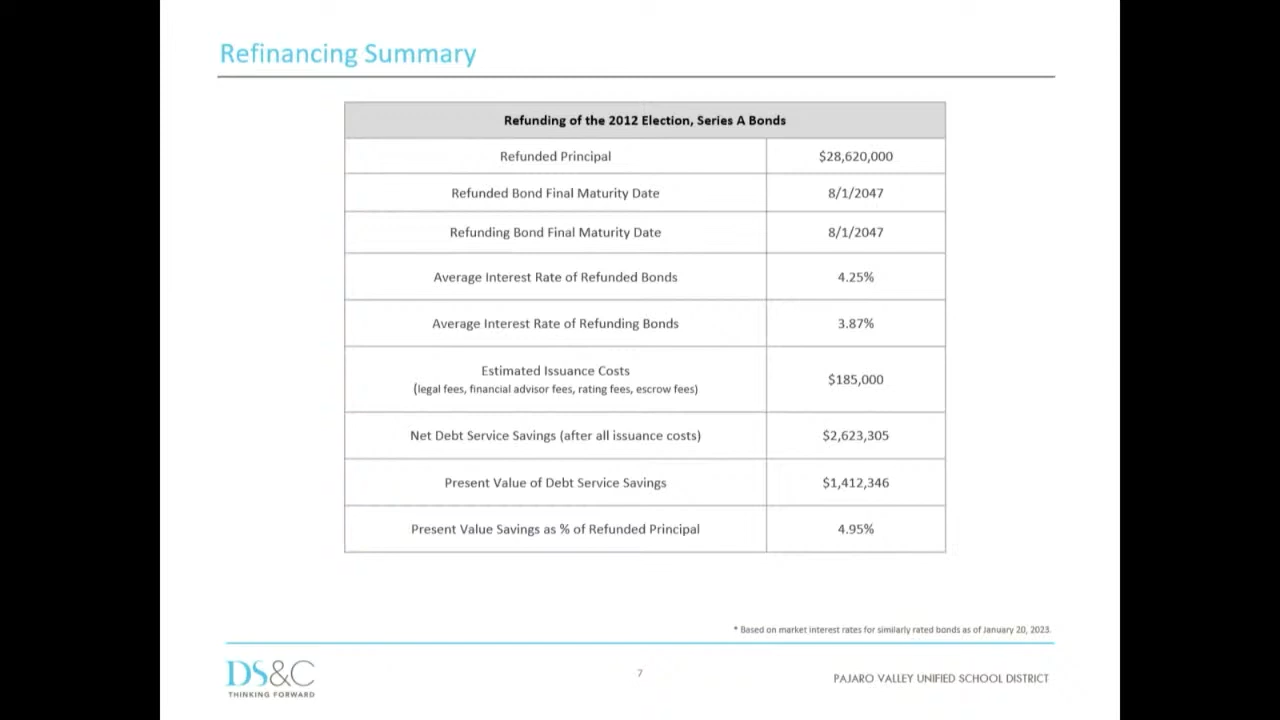 Refinancing Summary
Refunding of the 2012 Election, Series A Bonds
Refunded Principal $28,620,000
Refunded Bond Final Maturity Date 8/1/2047
Refunding Bond Final Maturity Date 8/1/2047
Average Interest Rate of Refunded Bonds 4.25%
Average Interest Rate of Refunding Bonds 3.87%
Estimated Issuance Costs
(legal fees, financial advisor fees, rating fees, escrow fees) $185,000
Net Debt Service Savings (after all issuance costs) $2,623,305
Present Value of Debt Service Savings $1,412,346
Present Value Savings as % of Refunded Principal 4.95%
* Based on market interest rates for similarly rated bonds as of January 20, 2023.
DS&C
THINKING FORWARD
7
PAJARO VALLEY UNIFIED SCHOOL DISTRICT